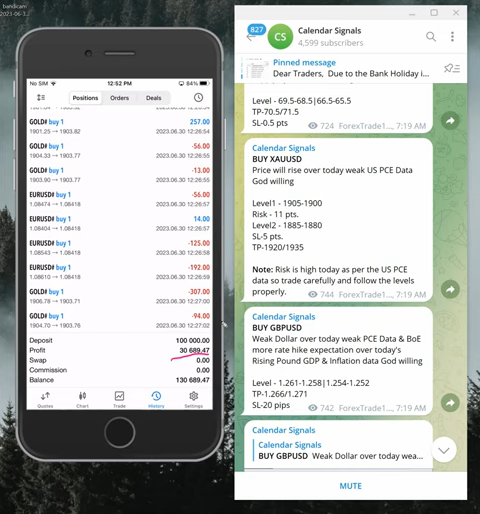 bandicam
2021-06-3...
No SIM
12:52 PM
84%
Positions
Orders
Deals
GOLD# buy 1
257.00
1901.25 → 1903.82
2023.06.30 12:26:54
GOLD# buy 1
-56.00
1904.33 → 1903.77
2023.06.30 12:26:55
GOLD# buy 1
-13.00
1903.90 → 1903.77
2023.06.30 12:26:55
EURUSD# buy 1
-56.00
1.08474 → 1.08418
2023.06.30 12:26:57
EURUSD# buy 1
14.00
1.08404 → 1.08418
2023.06.30 12:26:57
EURUSD# buy 1
-125.00
1.08543 → 1.08418
2023.06.30 12:26:58
EURUSD# buy 1
-192.00
1.08610 → 1.08418
2023.06.30 12:26:59
GOLD# buy 1
-307.00
1906.78 → 1903.71
2023.06.30 12:27:00
GOLD# buy 1
-94.00
1904.70 → 1903.76
2023.06.30 12:27:02
Deposit
100 000.00
Profit
30 689.47
Swap
0.00
Commission
0.00
Balance
130 689.47
Quotes
Chart
Trade
History
Settings
827
CS
Calendar Signals
4,599 subscribers
Pinned message
Dear Traders, Due to the Bank Holiday i...
Level - 69.5-68.5|66.5-65.5
TP-70.5/71.5
SL-0.5 pts
724 ForexTrade1..., 7:19 AM
Calendar Signals
BUY XAUUSD
Price will rise over today weak US PCE Data
God willing
Level1 - 1905-1900
Risk - 11 pts.
Level2 - 1885-1880
SL-5 pts.
TP-1920/1935
Note: Risk is high today as per the US PCE
data so trade carefully and follow the levels
properly.
744 ForexTrade1..., 7:19 AM
Calendar Signals
BUY GBPUSD
Weak Dollar over today weak PCE Data & BoE
more rate hike expectation over today's
Rising Pound GDP & Inflation data God willing
Level - 1.261-1.258|1.254-1.252
TP-1.266/1.271
SL-20 pips
742 ForexTrade1..., 7:19 AM
Calendar Signals
Calendar Signals
BUY GBPUSD Weak Dollar over today wea...
MUTE